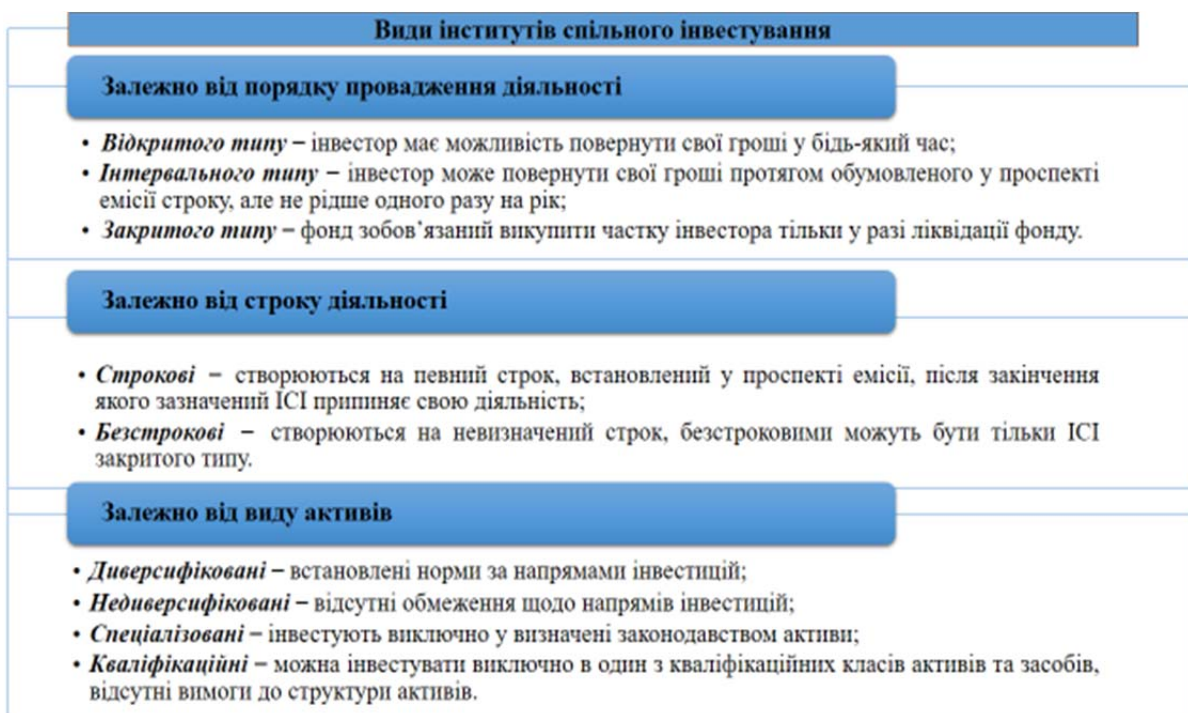 Види інститутів спільного інвестування
Залежно від порядку провадження діяльності
• Відкритого типу – інвестор має можливість повернути свої гроші у бідь-який час;
• Інтервального типу – інвестор може повернути свої гроші протягом обумовленого у проспекті
емісії строку, але не рідше одного разу на рік;
• Закритого типу – фонд зобов’язаний викупити частку інвестора тільки у разі ліквідації фонду.
Залежно від строку діяльності
• Строкові – створюються на певний строк, встановлений у проспекті емісії, після закінчення
якого зазначений ІСІ припиняє свою діяльність;
• Безстрокові – створюються на невизначений строк, безстроковими можуть бути тільки ІСІ
закритого типу.
Залежно від виду активів
• Диверсифіковані – встановлені норми за напрямами інвестицій;
• Недиверсифіковані – відсутні обмеження щодо напрямів інвестицій;
• Спеціалізовані – інвестують виключно у визначені законодавством активи;
• Кваліфікаційні – можна інвестувати виключно в один з кваліфікаційних класів активів та засобів,
відсутні вимоги до структури активів.